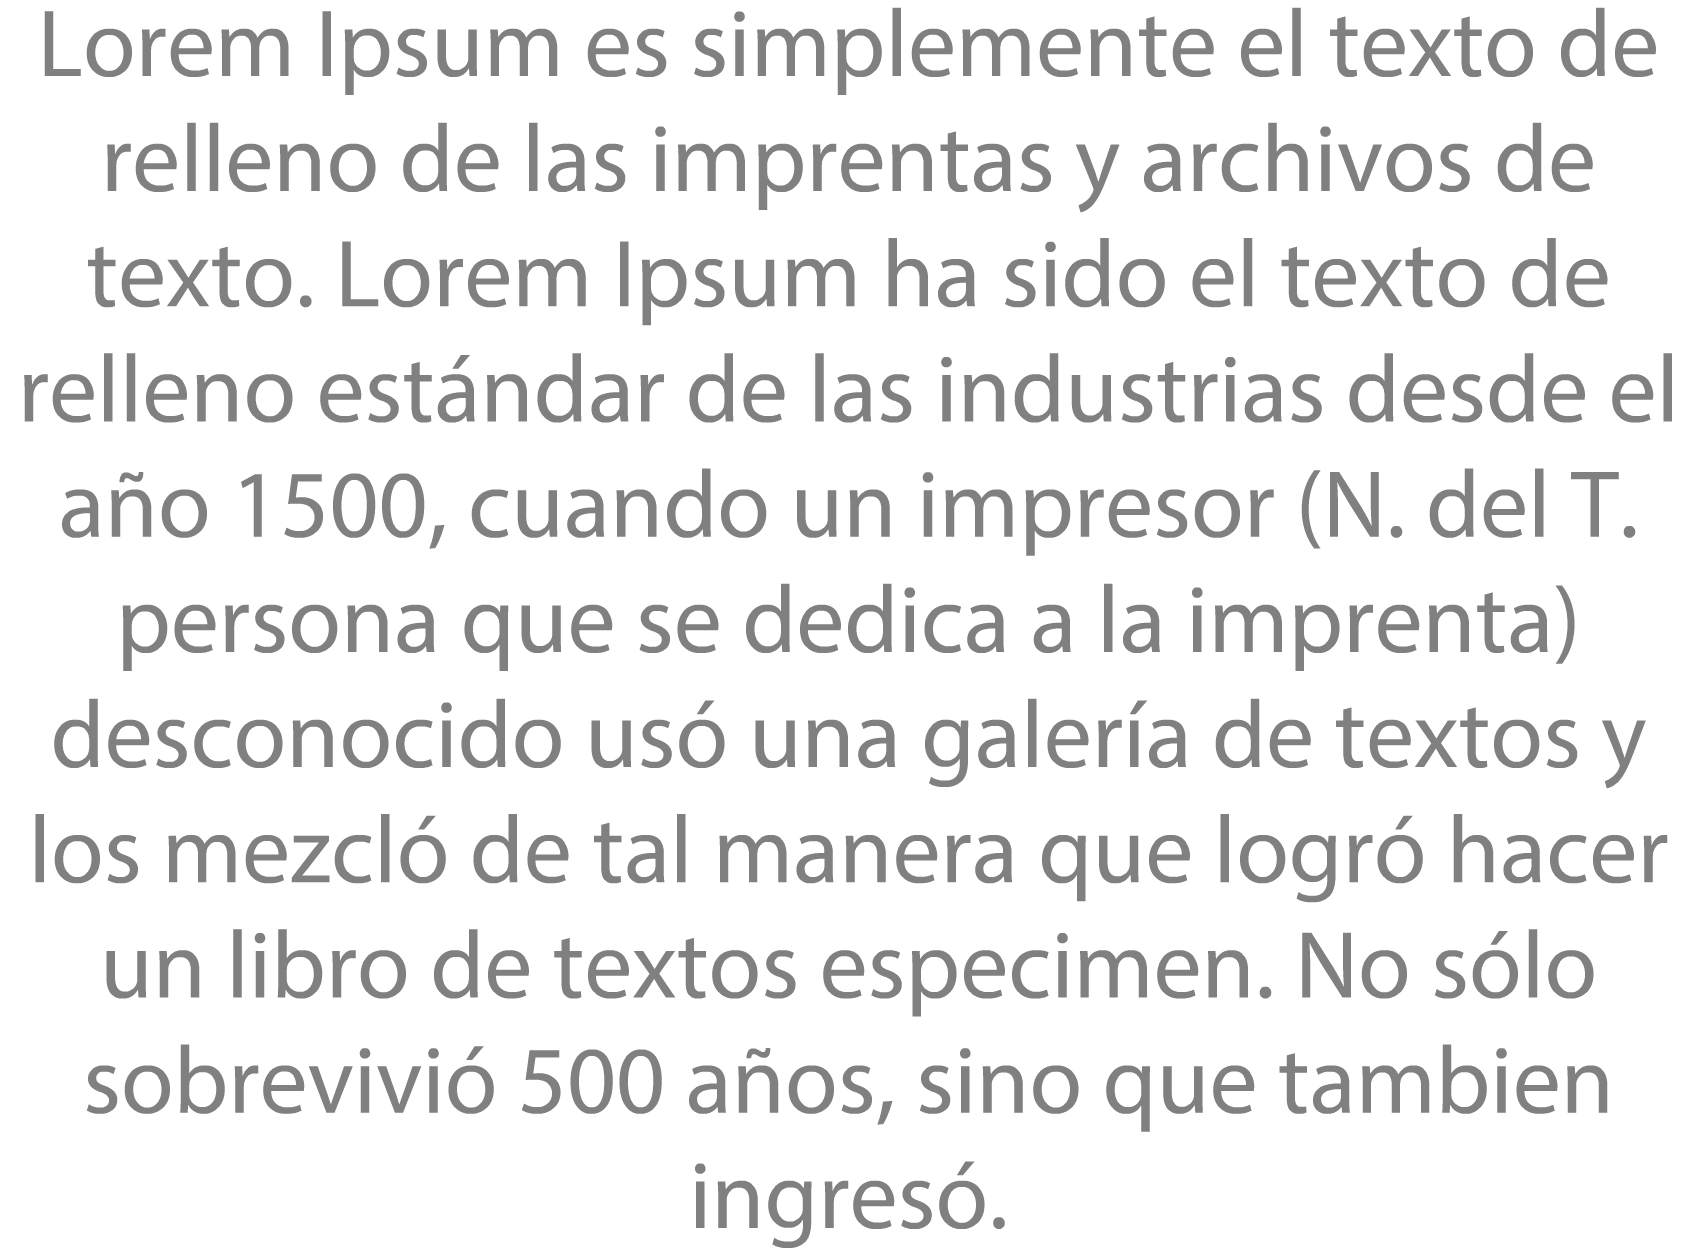 Lorem Ipsum es simplemente el texto de
relleno de las imprentas y archivos de
texto. Lorem Ipsum ha sido el texto de
relleno estándar de las industrias desde el
año 1500, cuando un impresor (N. del T.
persona que se dedica a la imprenta)
desconocido usó una galería de textos y
los mezcló de tal manera que logró hacer
un libro de textos especimen. No sólo
sobrevivió 500 años, sino que tambien
ingresó.